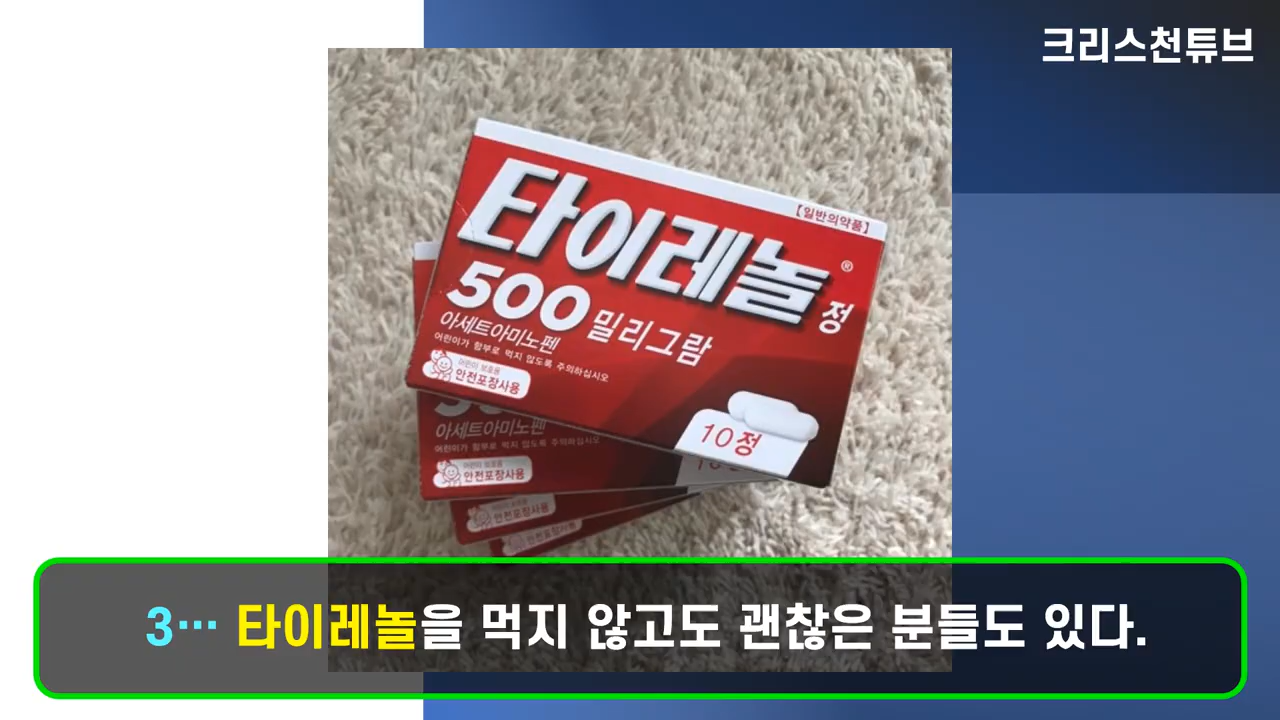 크리스천튜브
【일반의약품】
타이레놀®정
500 밀리그람
아세트아미노펜
어린이가 함부로 먹지 않도록 주의하십시오
어린이 보호용
안전포장사용
10정
아세트아미노펜
어린이가 함부로 먹지 않도록 주의하십시오
어린이 보호용
안전포장사용
안전포장사용
3… 타이레놀을 먹지 않고도 괜찮은 분들도 있다.